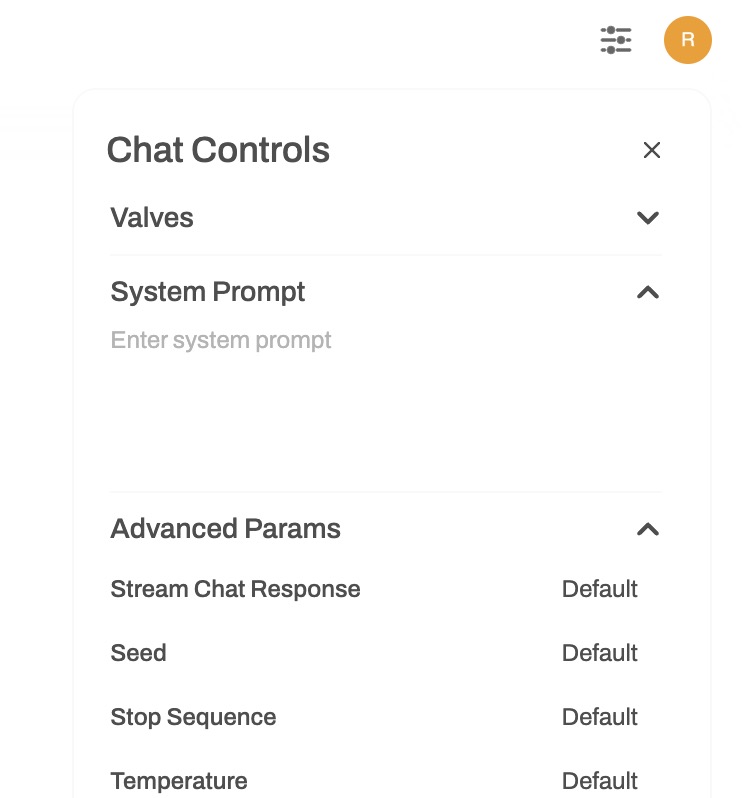 R
Chat Controls
Valves
System Prompt
Enter system prompt
Advanced Params
Stream Chat Response Default
Seed Default
Stop Sequence Default
Temperature Default